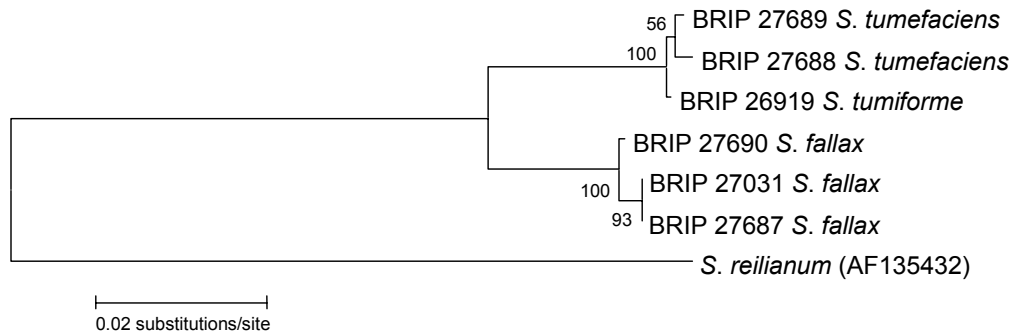 BRIP 27689 S. tumefaciens
56
BRIP 27688 S. tumefaciens
100
BRIP 26919 S. tumiforme
BRIP 27690 S. fallax
BRIP 27031 S. fallax
100
BRIP 27687 S. fallax
93
S. reilianum (AF135432)
0.02 substitutions/site